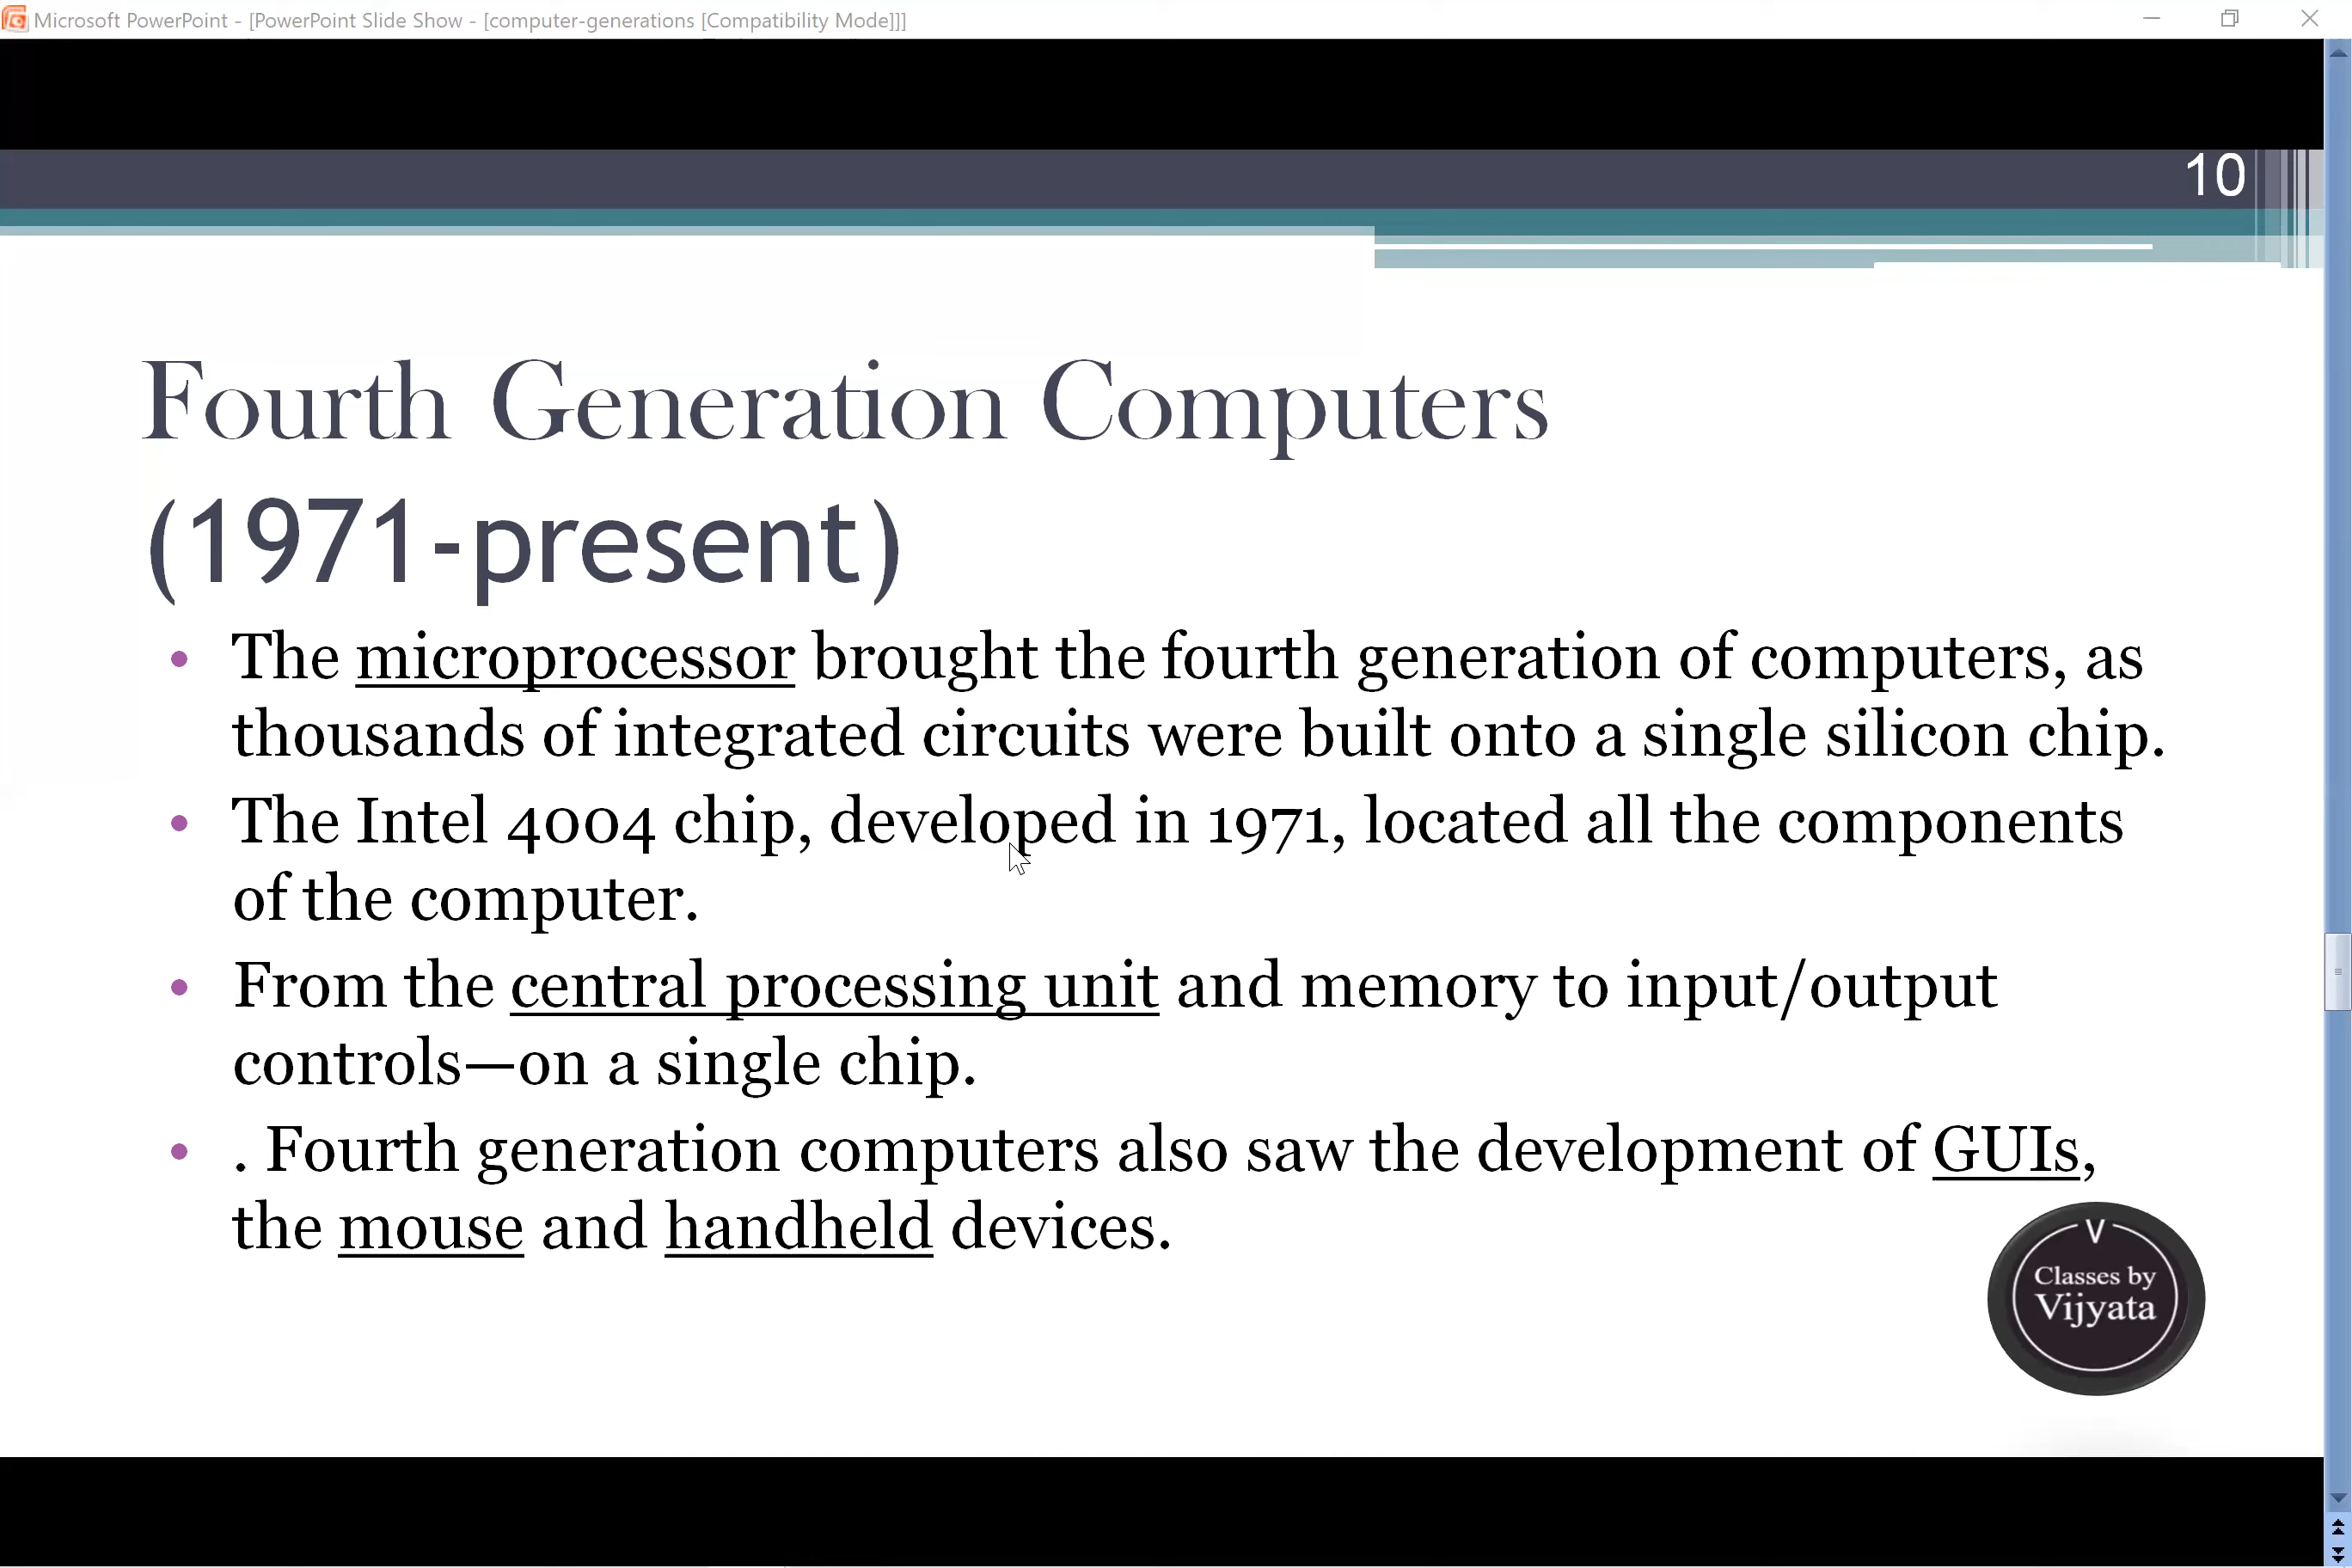 Microsoft PowerPoint - [PowerPoint Slide Show - [computer-generations [Compatibility Mode]]]
10
Fourth Generation Computers
(1971-present)
• The microprocessor brought the fourth generation of computers, as
thousands of integrated circuits were built onto a single silicon chip.
• The Intel 4004 chip, developed in 1971, located all the components
of the computer.
• From the central processing unit and memory to input/output
controls—on a single chip.
• . Fourth generation computers also saw the development of GUIs,
the mouse and handheld devices.
V
Classes by
Vijyata